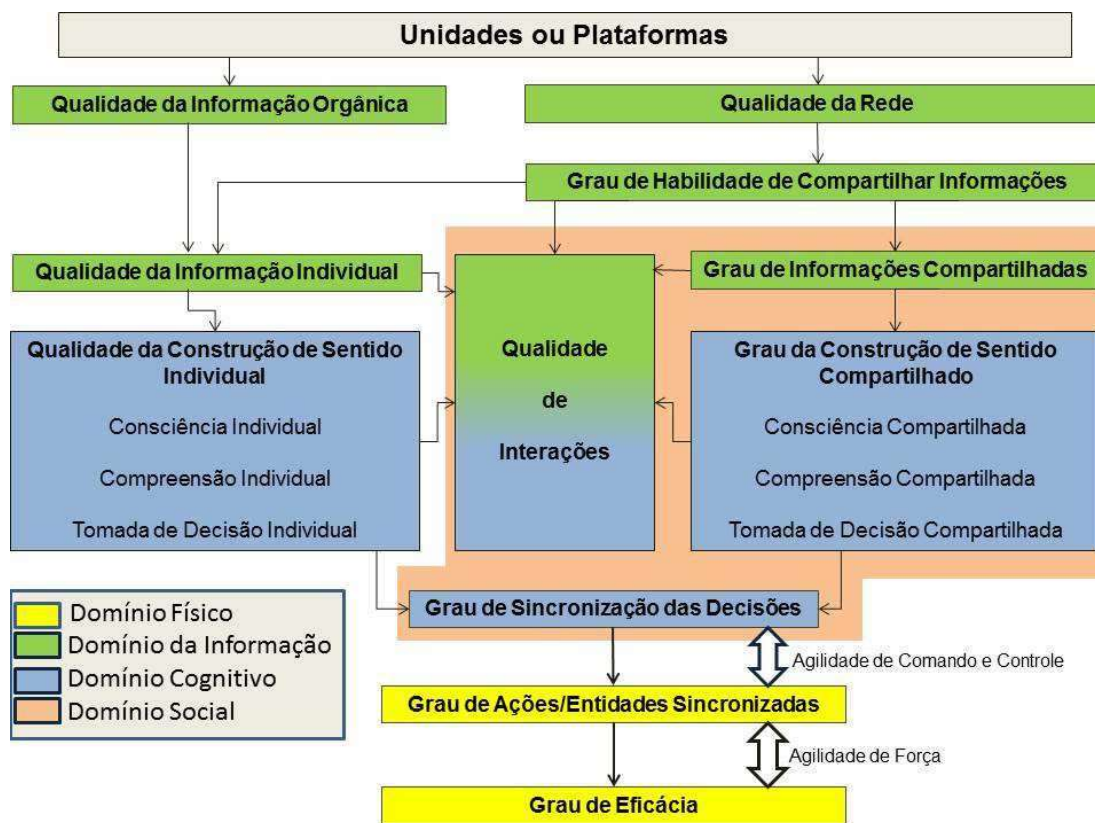 Unidades ou Plataformas
Qualidade da Informação Orgânica
Qualidade da Rede
Grau de Habilidade de Compartilhar Informações
Qualidade da Informação Individual
Grau de Informações Compartilhadas
Qualidade da Construção de Sentido
Individual
Consciência Individual
Compreensão Individual
Tomada de Decisão Individual
Qualidade
de
Interações
Grau da Construção de Sentido
Compartilhado
Consciência Compartilhada
Compreensão Compartilhada
Tomada de Decisão Compartilhada
Grau de Sincronização das Decisões
Agilidade de Comando e Controle
Grau de Ações/Entidades Sincronizadas
Agilidade de Força
Grau de Eficácia
Domínio Físico
Domínio da Informação
Domínio Cognitivo
Domínio Social